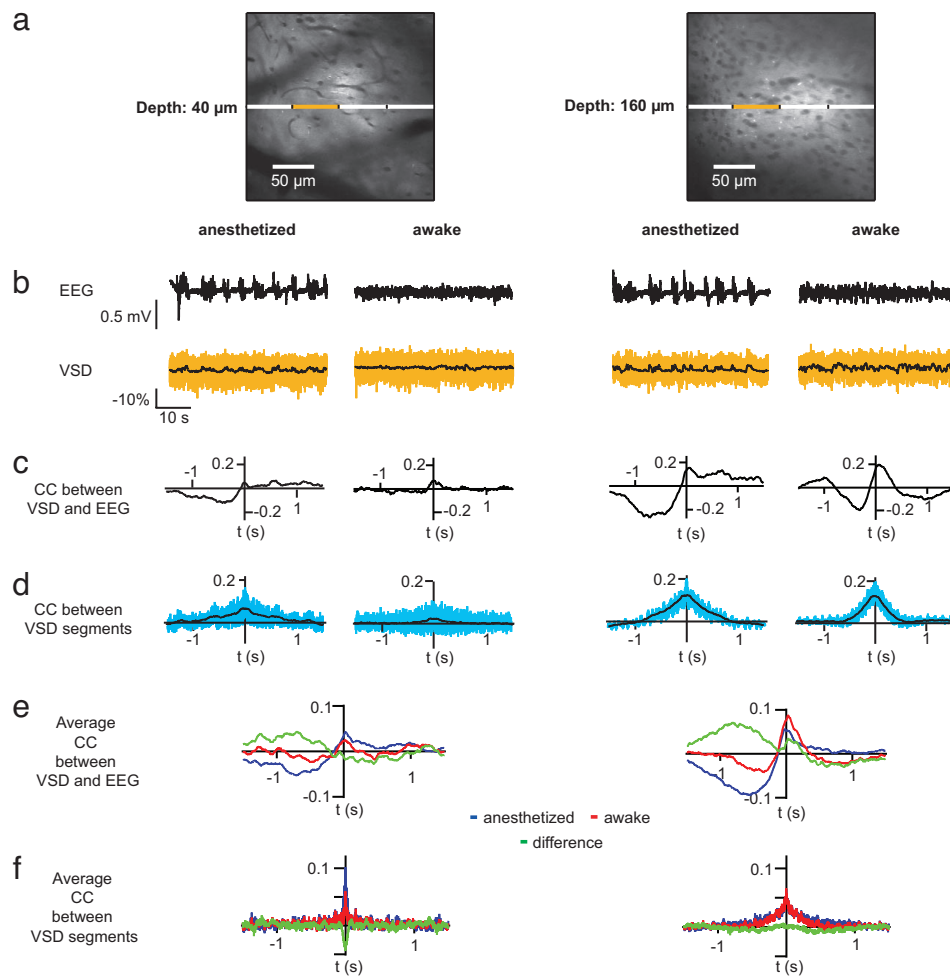 a
Depth: 40 µm
50 µm
Depth: 160 µm
50 µm
anesthetized
awake
anesthetized
awake
b
EEG
0.5 mV
VSD
-10%
10 s
c
CC between
VSD and EEG
-1
0.2
-0.2
1
t (s)
-1
0.2
-0.2
1
t (s)
-1
0.2
-0.2
1
t (s)
-1
0.2
-0.2
1
t (s)
d
CC between
VSD segments
0.2
-1
1
t (s)
0.2
-1
1
t (s)
0.2
-1
1
t (s)
0.2
-1
1
t (s)
e
Average
CC
between
VSD and EEG
0.1
-1
1
-0.1
t (s)
0.1
-1
1
-0.1
t (s)
anesthetized
awake
difference
f
Average
CC
between
VSD segments
0.1
-1
1
t (s)
0.1
-1
1
t (s)